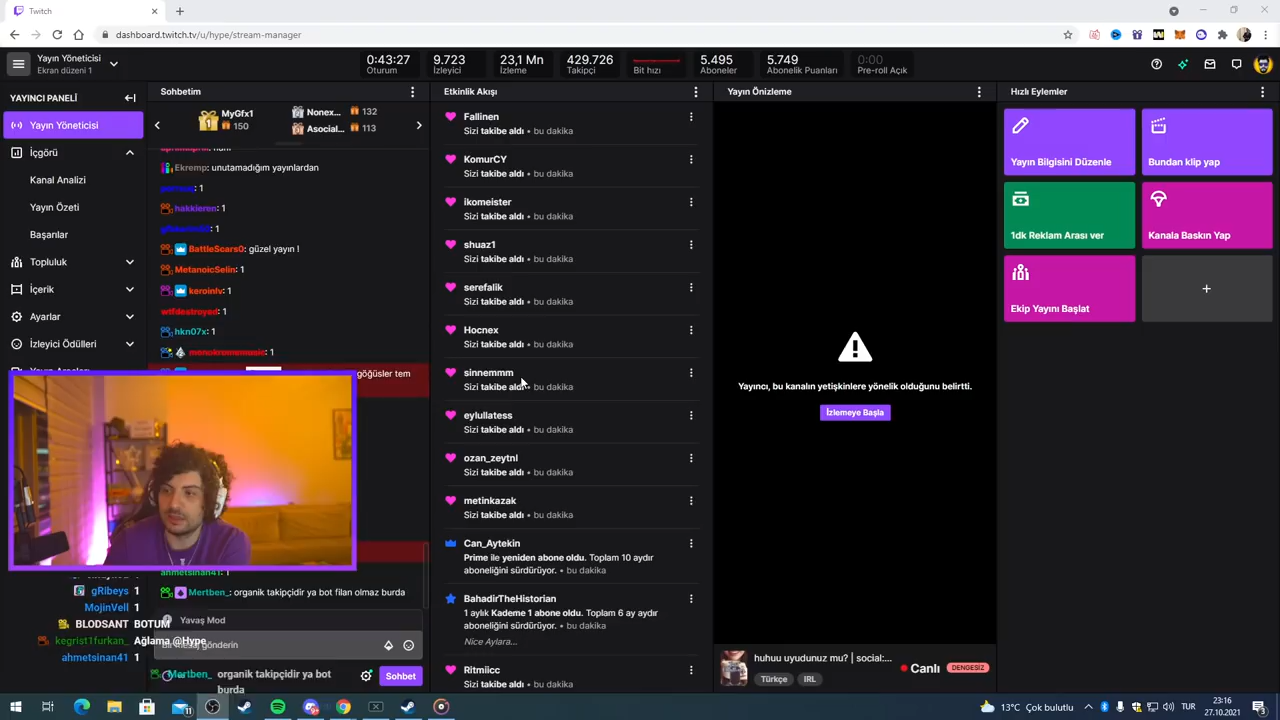 Twitch
dashboard.twitch.tv/u/hype/stream-manager
Yayın Yöneticisi
Ekran düzeni 1
0:43:27
Oturum
9.723
İzleyici
23,1 Mn
İzleme
429.726
Takipçi
Bit hızı
5.495
Aboneler
5.749
Abonelik Puanları
0:00
Pre-roll Açık
YAYINCI PANELİ
Yayın Yöneticisi
İçgörü
Kanal Analizi
Yayın Özeti
Başarılar
Topluluk
İçerik
Ayarlar
İzleyici Ödülleri
Sohbetim
MyGfx1
150
Nonex... 132
Asocial... 113
Ekremp: unutamadığım yayınlardan
: 1
hakkieren: 1
: 1
BattleScars0: güzel yayın !
MetanoicSelin: 1
keroinlv: 1
wtfdestroyed: 1
hkn07x: 1
monokrommmusic: 1
göğüsler tem
ahmetsinan41: 1
Mertben_: organik takipçidir ya bot filan olmaz burda
Yavaş Mod
Bir mesaj gönderin
Sohbet
gRibeys 1
MojinVell 1
BLODSANT BOTUM
kegrist1furkan_ Ağlama @Hype
ahmetsinan41 1
Mertben_ organik takipçidir ya bot
burda
Etkinlik Akışı
Fallinen
Sizi takibe aldı • bu dakika
KomurCY
Sizi takibe aldı • bu dakika
ikomeister
Sizi takibe aldı • bu dakika
shuaz1
Sizi takibe aldı • bu dakika
serefalik
Sizi takibe aldı • bu dakika
Hocnex
Sizi takibe aldı • bu dakika
sinnemmm
Sizi takibe aldı • bu dakika
eylullatess
Sizi takibe aldı • bu dakika
ozan_zeytnl
Sizi takibe aldı • bu dakika
metinkazak
Sizi takibe aldı • bu dakika
Can_Aytekin
Prime ile yeniden abone oldu. Toplam 10 aydır
aboneliğini sürdürüyor. • bu dakika
BahadirTheHistorian
1 aylık Kademe 1 abone oldu. Toplam 6 ay aydır
aboneliğini sürdürüyor. • bu dakika
Nice Aylara...
Ritmiicc
Sizi takibe aldı • bu dakika
Yayın Önizleme
Yayıncı, bu kanalın yetişkinlere yönelik olduğunu belirtti.
İzlemeye Başla
huhuu uyudunuz mu? | social:...
Türkçe
IRL
Canlı
DENGESİZ
Hızlı Eylemler
Yayın Bilgisini Düzenle
Bundan klip yap
1dk Reklam Arası ver
Kanala Baskın Yap
Ekip Yayını Başlat
13°C Çok bulutlu
TUR
23:16
27.10.2021